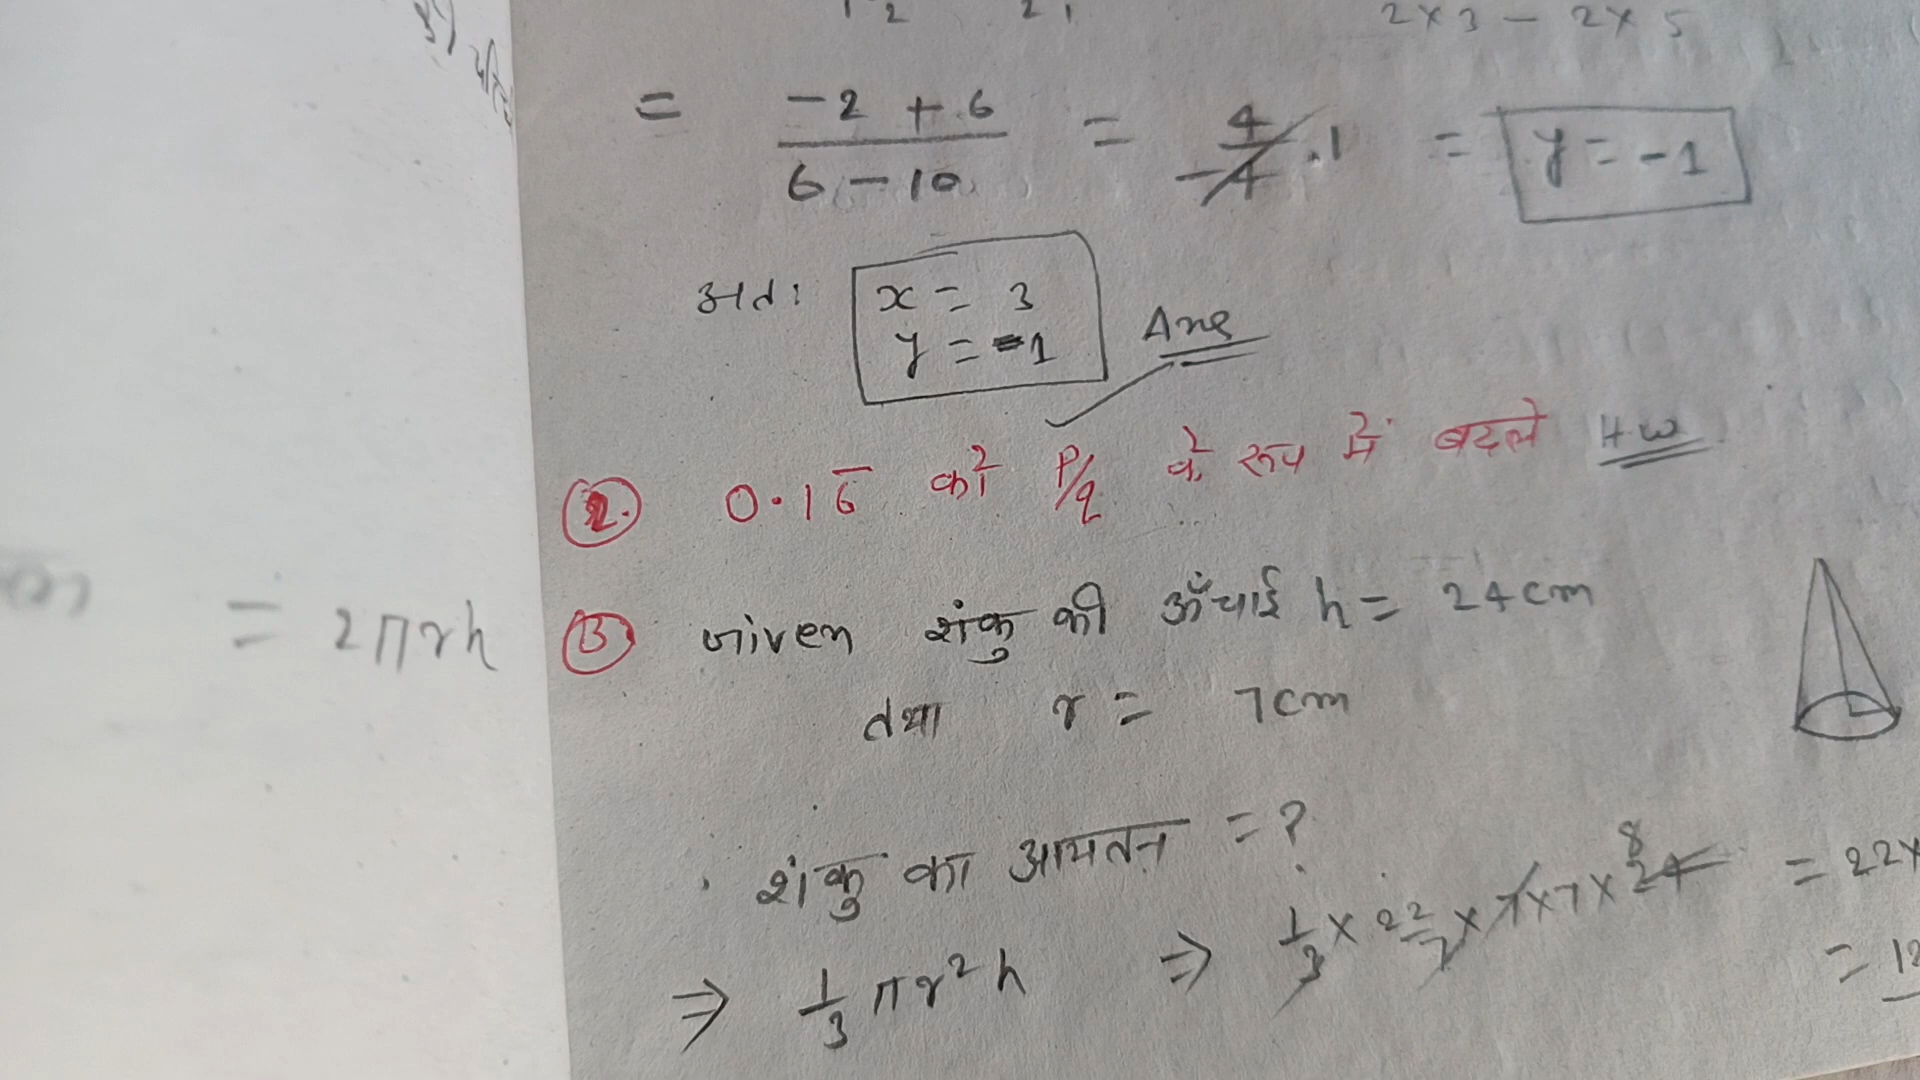 2 × 3 – 2 × 5
= –2 + 6 / 6 – 10 = 4 / –4 .1 = y = –1
अतः x = 3
y = –1 Ans
2. 0.16̅ को P/q के रूप में बदले H.W
= 2πrh
3 Given शंकु की ऊँचाई h = 24cm
तथा r = 7cm
शंकु का आयतन = ?
⇒ 1/3 πr²h ⇒ 1/3 × 22/7 × 7 × 7 × 24 8 = 22×
= 12